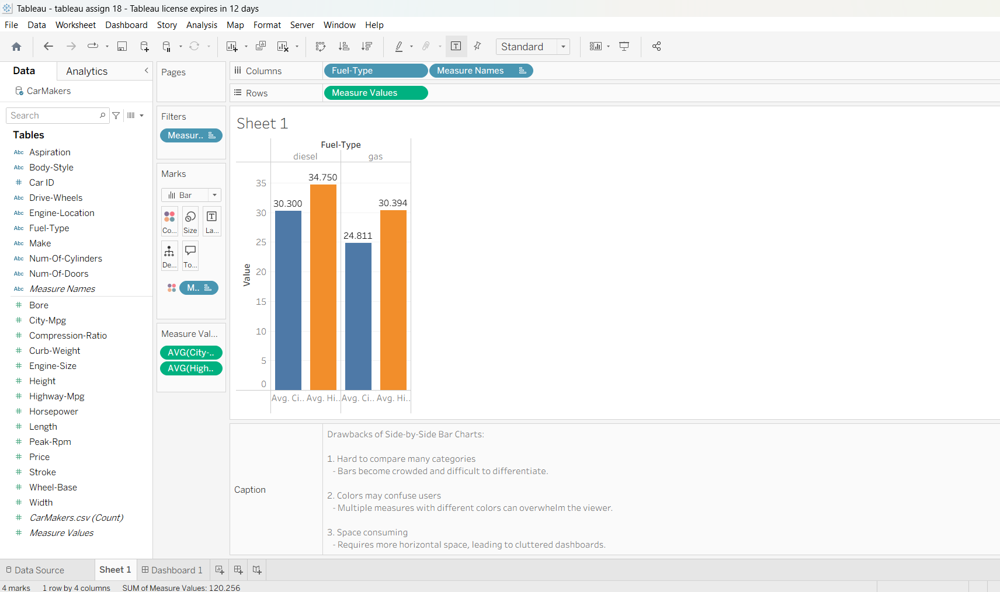 Tableau - tableau assign 18 - Tableau license expires in 12 days
File Data Worksheet Dashboard Story Analysis Map Format Server Window Help
Standard
Data
Analytics
CarMakers
Search
Tables
Abc Aspiration
Abc Body-Style
# Car ID
Abc Drive-Wheels
Abc Engine-Location
Abc Fuel-Type
Abc Make
Abc Num-Of-Cylinders
Abc Num-Of-Doors
Abc Measure Names
# Bore
# City-Mpg
# Compression-Ratio
# Curb-Weight
# Engine-Size
# Height
# Highway-Mpg
# Horsepower
# Length
# Peak-Rpm
# Price
# Stroke
# Wheel-Base
# Width
# CarMakers.csv (Count)
# Measure Values
Pages
Filters
Measur..
Marks
Bar
Co... Size La...
De... To...
M..
Measure Val...
AVG(City-..
AVG(High..
Columns Fuel-Type Measure Names
Rows Measure Values
Sheet 1
Fuel-Type
diesel gas
35
30
25
20
15
10
5
0
Value
30.300
34.750
24.811
30.394
Avg. Ci.. Avg. Hi.. Avg. Ci.. Avg. Hi..
Caption
Drawbacks of Side-by-Side Bar Charts:
1. Hard to compare many categories
- Bars become crowded and difficult to differentiate.
2. Colors may confuse users
- Multiple measures with different colors can overwhelm the viewer.
3. Space consuming
- Requires more horizontal space, leading to cluttered dashboards.
Data Source Sheet 1 Dashboard 1
4 marks 1 row by 4 columns SUM of Measure Values: 120.256